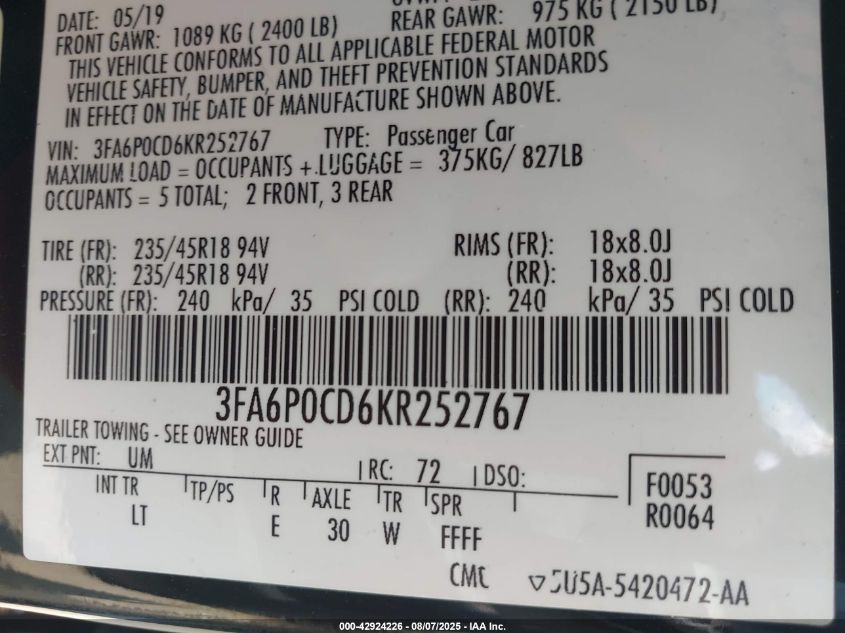 DATE: 05/19
FRONT GAWR: 1089 KG ( 2400 LB)
REAR GAWR: 975 KG ( 2150 LB)
THIS VEHICLE CONFORMS TO ALL APPLICABLE FEDERAL MOTOR
VEHICLE SAFETY, BUMPER, AND THEFT PREVENTION STANDARDS
IN EFFECT ON THE DATE OF MANUFACTURE SHOWN ABOVE.
VIN: 3FA6P0CD6KR252767 TYPE: Passenger Car
MAXIMUM LOAD = OCCUPANTS + LUGGAGE = 375KG/ 827LB
OCCUPANTS = 5 TOTAL; 2 FRONT, 3 REAR
TIRE (FR): 235/45R18 94V RIMS (FR): 18x8.0J
(RR): 235/45R18 94V (RR): 18x8.0J
PRESSURE (FR): 240 kPa/ 35 PSI COLD (RR): 240 kPa/ 35 PSI COLD
3FA6P0CD6KR252767
TRAILER TOWING - SEE OWNER GUIDE
EXT PNT: UM RC: 72 DSO:
INT TR TP/PS R AXLE TR SPR
LT E 30 W FFFF
F0053
R0064
CMC 5U5A-5420472-AA
000-42924226 - 08/07/2025 - IAA Inc.